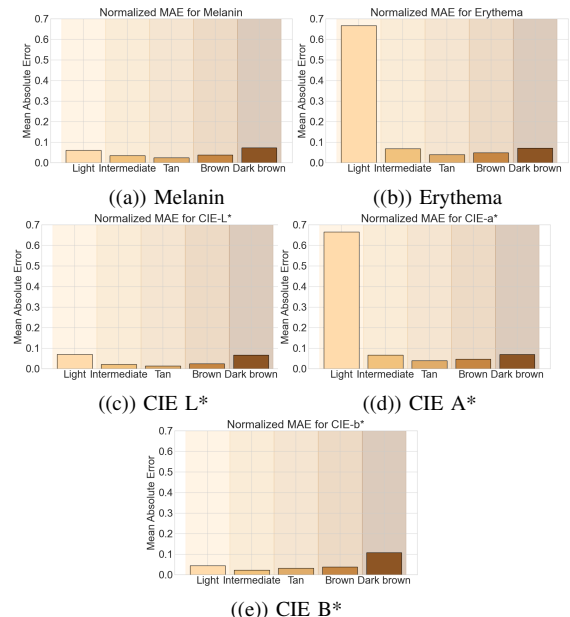 Normalized MAE for Melanin
Mean Absolute Error
0.7
0.6
0.5
0.4
0.3
0.2
0.1
0.0
Light Intermediate Tan Brown Dark brown
((a)) Melanin
Normalized MAE for Erythema
Mean Absolute Error
0.7
0.6
0.5
0.4
0.3
0.2
0.1
0.0
Light Intermediate Tan Brown Dark brown
((b)) Erythema
Normalized MAE for CIE-L*
Mean Absolute Error
0.7
0.6
0.5
0.4
0.3
0.2
0.1
0.0
Light Intermediate Tan Brown Dark brown
((c)) CIE L*
Normalized MAE for CIE-a*
Mean Absolute Error
0.7
0.6
0.5
0.4
0.3
0.2
0.1
0.0
Light Intermediate Tan Brown Dark brown
((d)) CIE A*
Normalized MAE for CIE-b*
Mean Absolute Error
0.7
0.6
0.5
0.4
0.3
0.2
0.1
0.0
Light Intermediate Tan Brown Dark brown
((e)) CIE B*